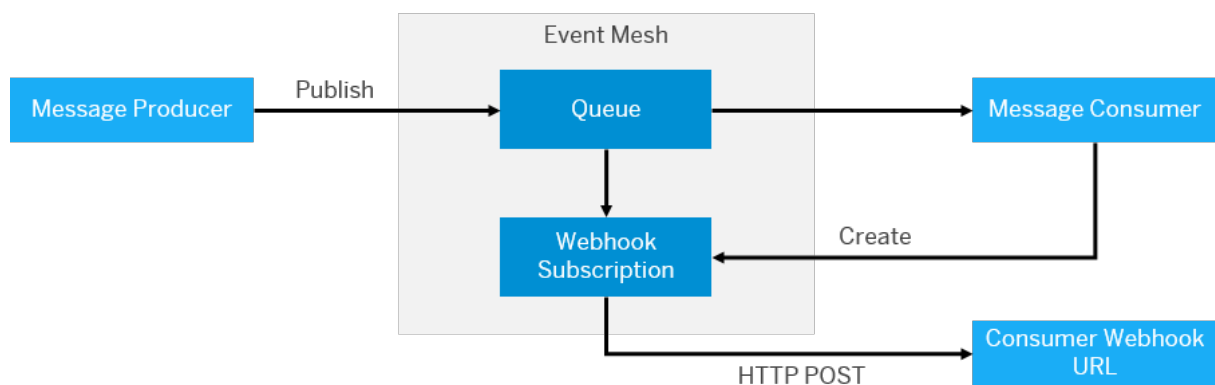 Event Mesh
Publish
Message Producer
Queue
Message Consumer
Webhook
Subscription
Create
Consumer Webhook
URL
HTTP POST